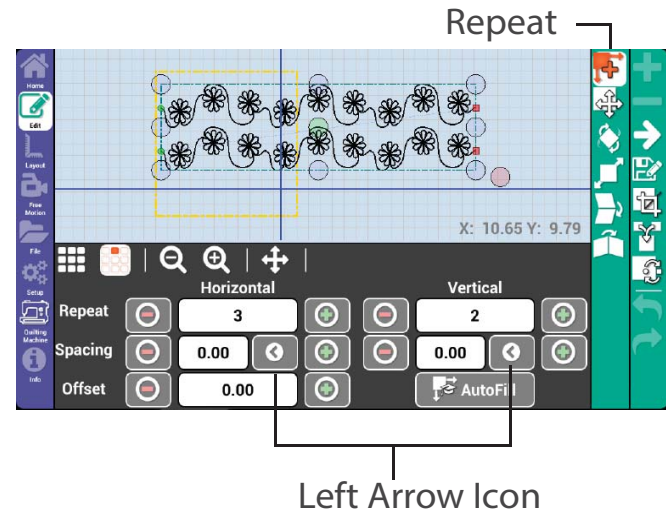 Repeat
Home
Edit
Layout
Free
Motion
File
Setup
Quilting
Machine
Info
X: 10.65 Y: 9.79
Horizontal Vertical
Repeat 3 2
Spacing 0.00 0.00
Offset 0.00 AutoFill
Left Arrow Icon